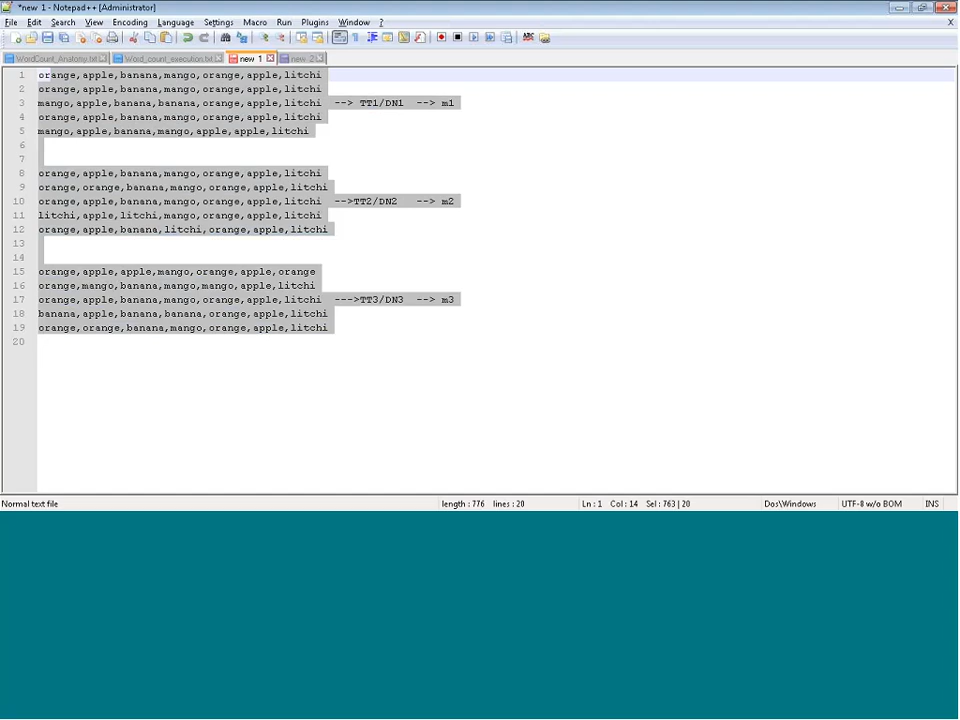 *new 1 - Notepad++ [Administrator]
File Edit Search View Encoding Language Settings Macro Run Plugins Window ? X
WordCount_Anatomy.txt Word_count_execution.txt new 1 new 2
1 orange,apple,banana,mango,orange,apple,litchi
2 orange,apple,banana,mango,orange,apple,litchi
3 mango,apple,banana,banana,orange,apple,litchi --> TT1/DN1 --> m1
4 orange,apple,banana,mango,orange,apple,litchi
5 mango,apple,banana,mango,apple,apple,litchi
6
7
8 orange,apple,banana,mango,orange,apple,litchi
9 orange,orange,banana,mango,orange,apple,litchi
10 orange,apple,banana,mango,orange,apple,litchi -->TT2/DN2 --> m2
11 litchi,apple,litchi,mango,orange,apple,litchi
12 orange,apple,banana,litchi,orange,apple,litchi
13
14
15 orange,apple,apple,mango,orange,apple,orange
16 orange,mango,banana,mango,mango,apple,litchi
17 orange,apple,banana,mango,orange,apple,litchi --->TT3/DN3 --> m3
18 banana,apple,banana,banana,orange,apple,litchi
19 orange,orange,banana,mango,orange,apple,litchi
20
Normal text file length : 776 lines : 20 Ln : 1 Col : 14 Sel : 763 | 20 Dos\Windows UTF-8 w/o BOM INS